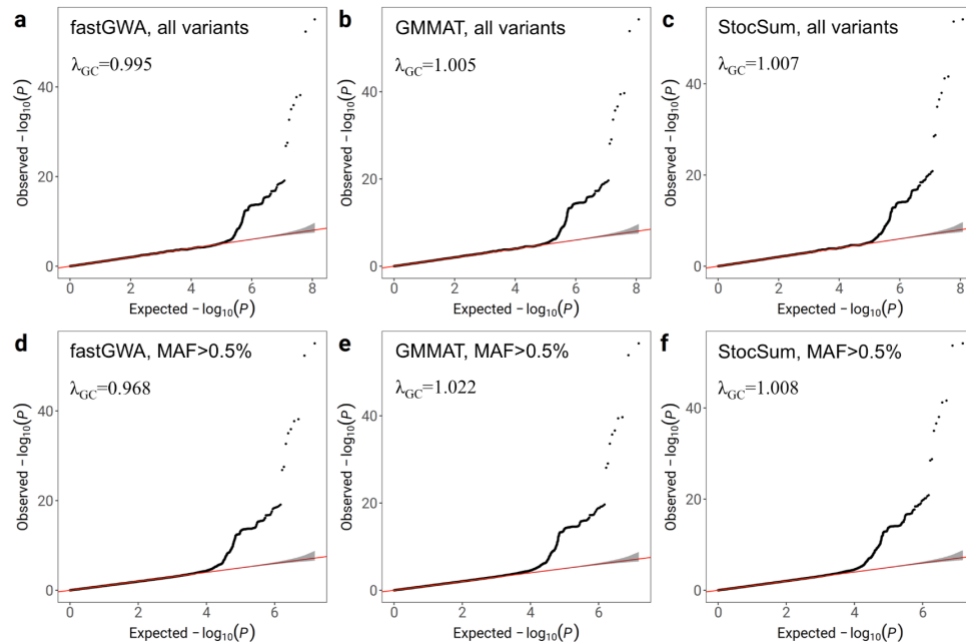 a
fastGWA, all variants
λGC=0.995
Observed −log10(P)
40
20
0
0 2 4 6 8
Expected −log10(P)
b
GMMAT, all variants
λGC=1.005
Observed −log10(P)
40
20
0
0 2 4 6 8
Expected −log10(P)
c
StocSum, all variants
λGC=1.007
Observed −log10(P)
40
20
0
0 2 4 6 8
Expected −log10(P)
d
fastGWA, MAF>0.5%
λGC=0.968
Observed −log10(P)
40
20
0
0 2 4 6
Expected −log10(P)
e
GMMAT, MAF>0.5%
λGC=1.022
Observed −log10(P)
40
20
0
0 2 4 6
Expected −log10(P)
f
StocSum, MAF>0.5%
λGC=1.008
Observed −log10(P)
40
20
0
0 2 4 6
Expected −log10(P)